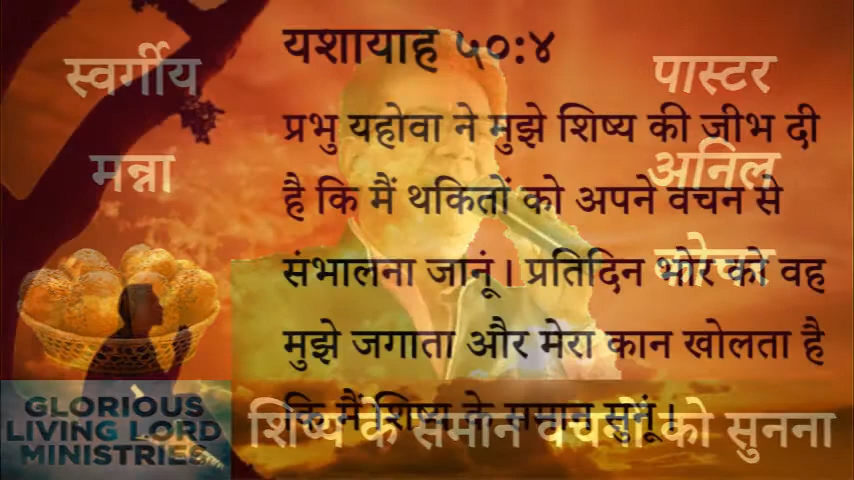 यशायाह ५०:४
प्रभु यहोवा ने मुझे शिष्य की जीभ दी
है कि मैं थकितों को अपने वचन से
संभालना जानूं। प्रतिदिन भोर को वह
मुझे जगाता और मेरा कान खोलता है
कि मैं शिष्य के समान सुनूं।
स्वर्गीय
मन्ना
पास्टर
अनिल
GLORIOUS
LIVING LORD
MINISTRIES
शिष्य के समान वचनों को सुनना